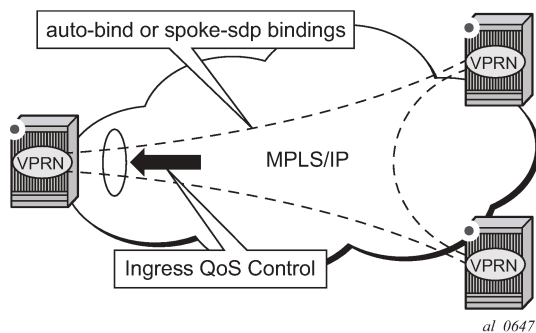 auto-bind or spoke-sdp bindings
VPRN
VPRN
MPLS/IP
Ingress QoS Control
VPRN
al_0647